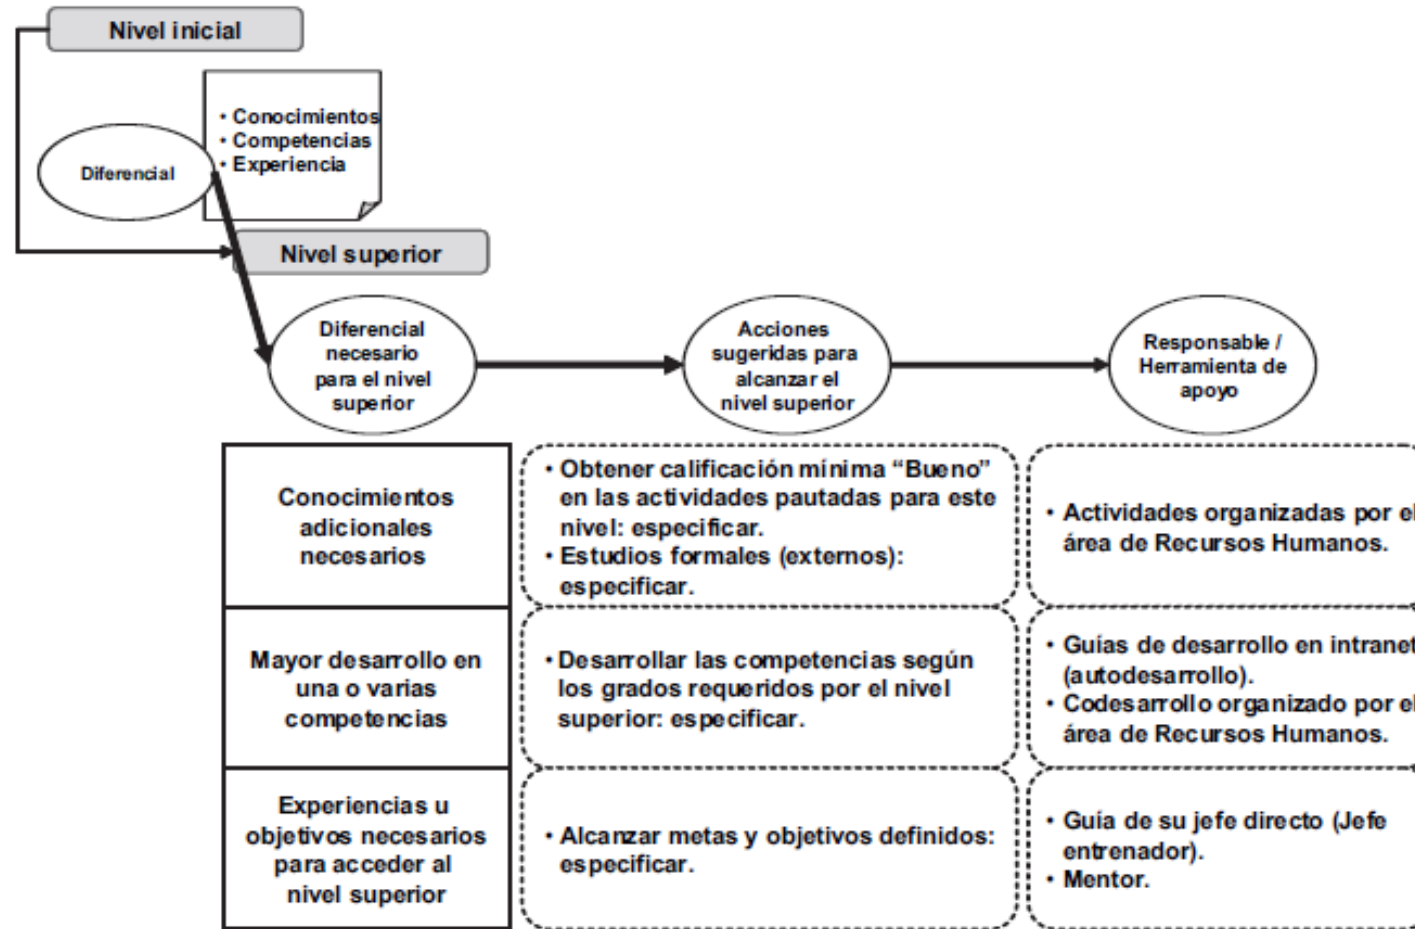 Nivel inicial
• Conocimientos
• Competencias
• Experiencia
Diferencial
Nivel superior
Diferencial
necesario
para el nivel
superior
Acciones
sugeridas para
alcanzar el
nivel superior
Responsable /
Herramienta de
apoyo
Conocimientos
adicionales
necesarios
• Obtener calificación mínima “Bueno”
en las actividades pautadas para este
nivel: especificar.
• Estudios formales (externos):
especificar.
• Actividades organizadas por el
área de Recursos Humanos.
Mayor desarrollo en
una o varias
competencias
• Desarrollar las competencias según
los grados requeridos por el nivel
superior: especificar.
• Guías de desarrollo en intranet
(autodesarrollo).
• Codesarrollo organizado por el
área de Recursos Humanos.
Experiencias u
objetivos necesarios
para acceder al
nivel superior
• Alcanzar metas y objetivos definidos:
especificar.
• Guía de su jefe directo (Jefe
entrenador).
• Mentor.